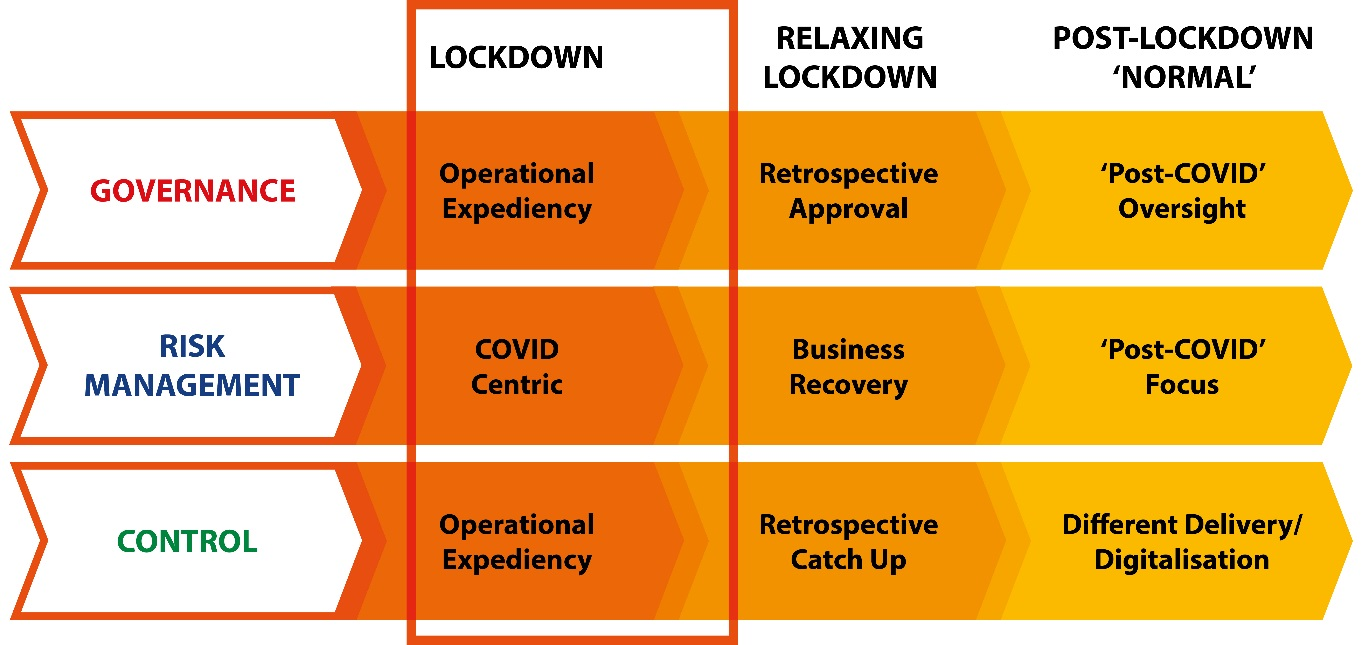 LOCKDOWN
RELAXING
LOCKDOWN
POST-LOCKDOWN
‘NORMAL’
GOVERNANCE
Operational
Expediency
Retrospective
Approval
‘Post-COVID’
Oversight
RISK
MANAGEMENT
COVID
Centric
Business
Recovery
‘Post-COVID’
Focus
CONTROL
Operational
Expediency
Retrospective
Catch Up
Different Delivery/
Digitalisation